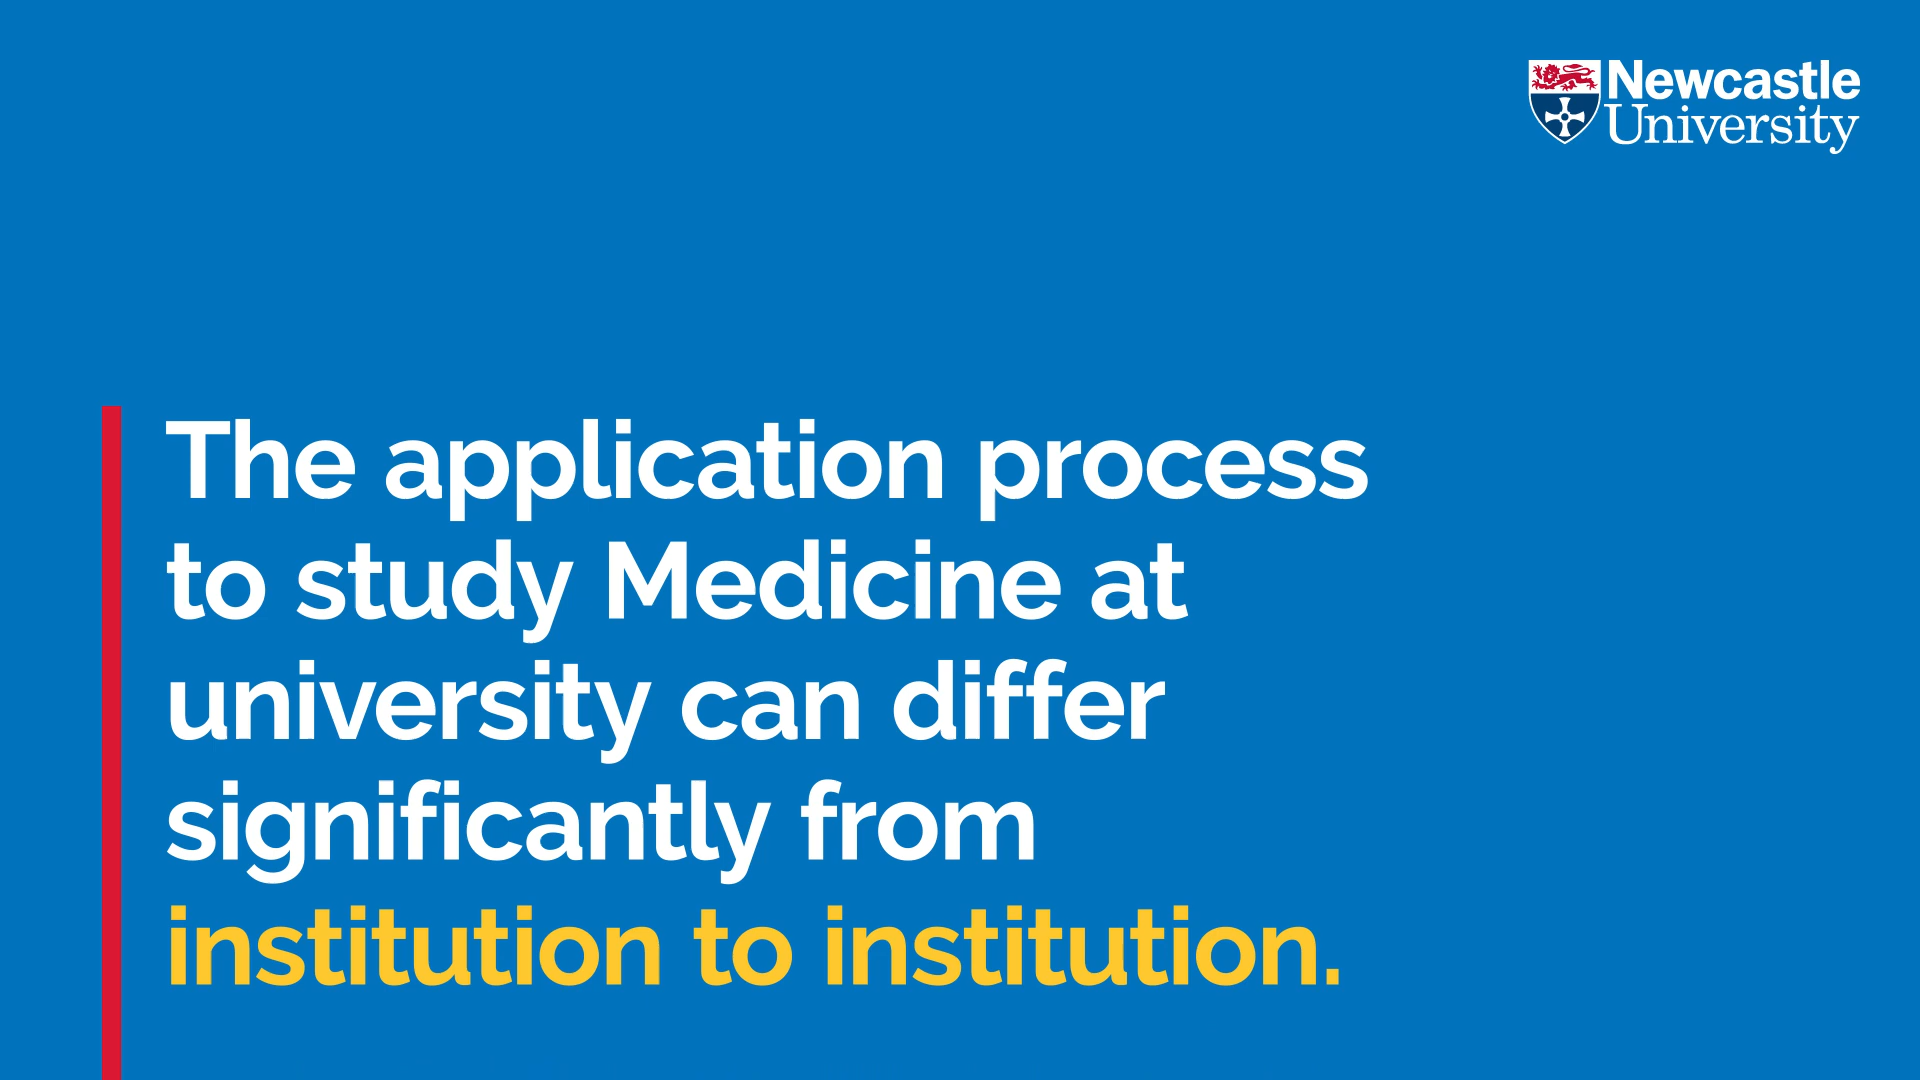 Newcastle
University
The application process
to study Medicine at
university can differ
significantly from
institution to institution.